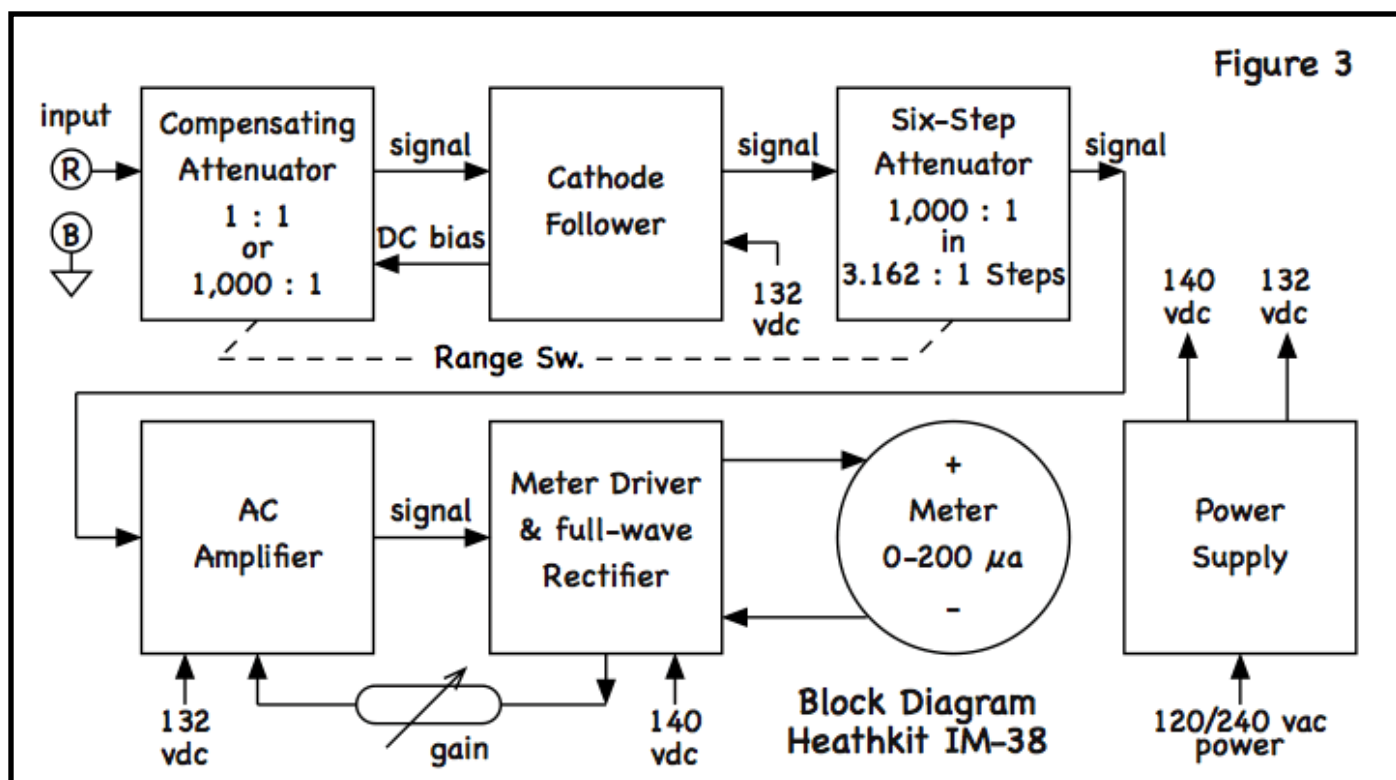 Figure 3
input
R
B
Compensating
Attenuator
1 : 1
or
1,000 : 1
signal
DC bias
Cathode
Follower
signal
132
vdc
Six-Step
Attenuator
1,000 : 1
in
3.162 : 1 Steps
signal
Range Sw.
140
vdc
132
vdc
AC
Amplifier
signal
Meter Driver
& full-wave
Rectifier
+
Meter
0-200 µa
-
Power
Supply
132
vdc
gain
140
vdc
Block Diagram
Heathkit IM-38
120/240 vac
power